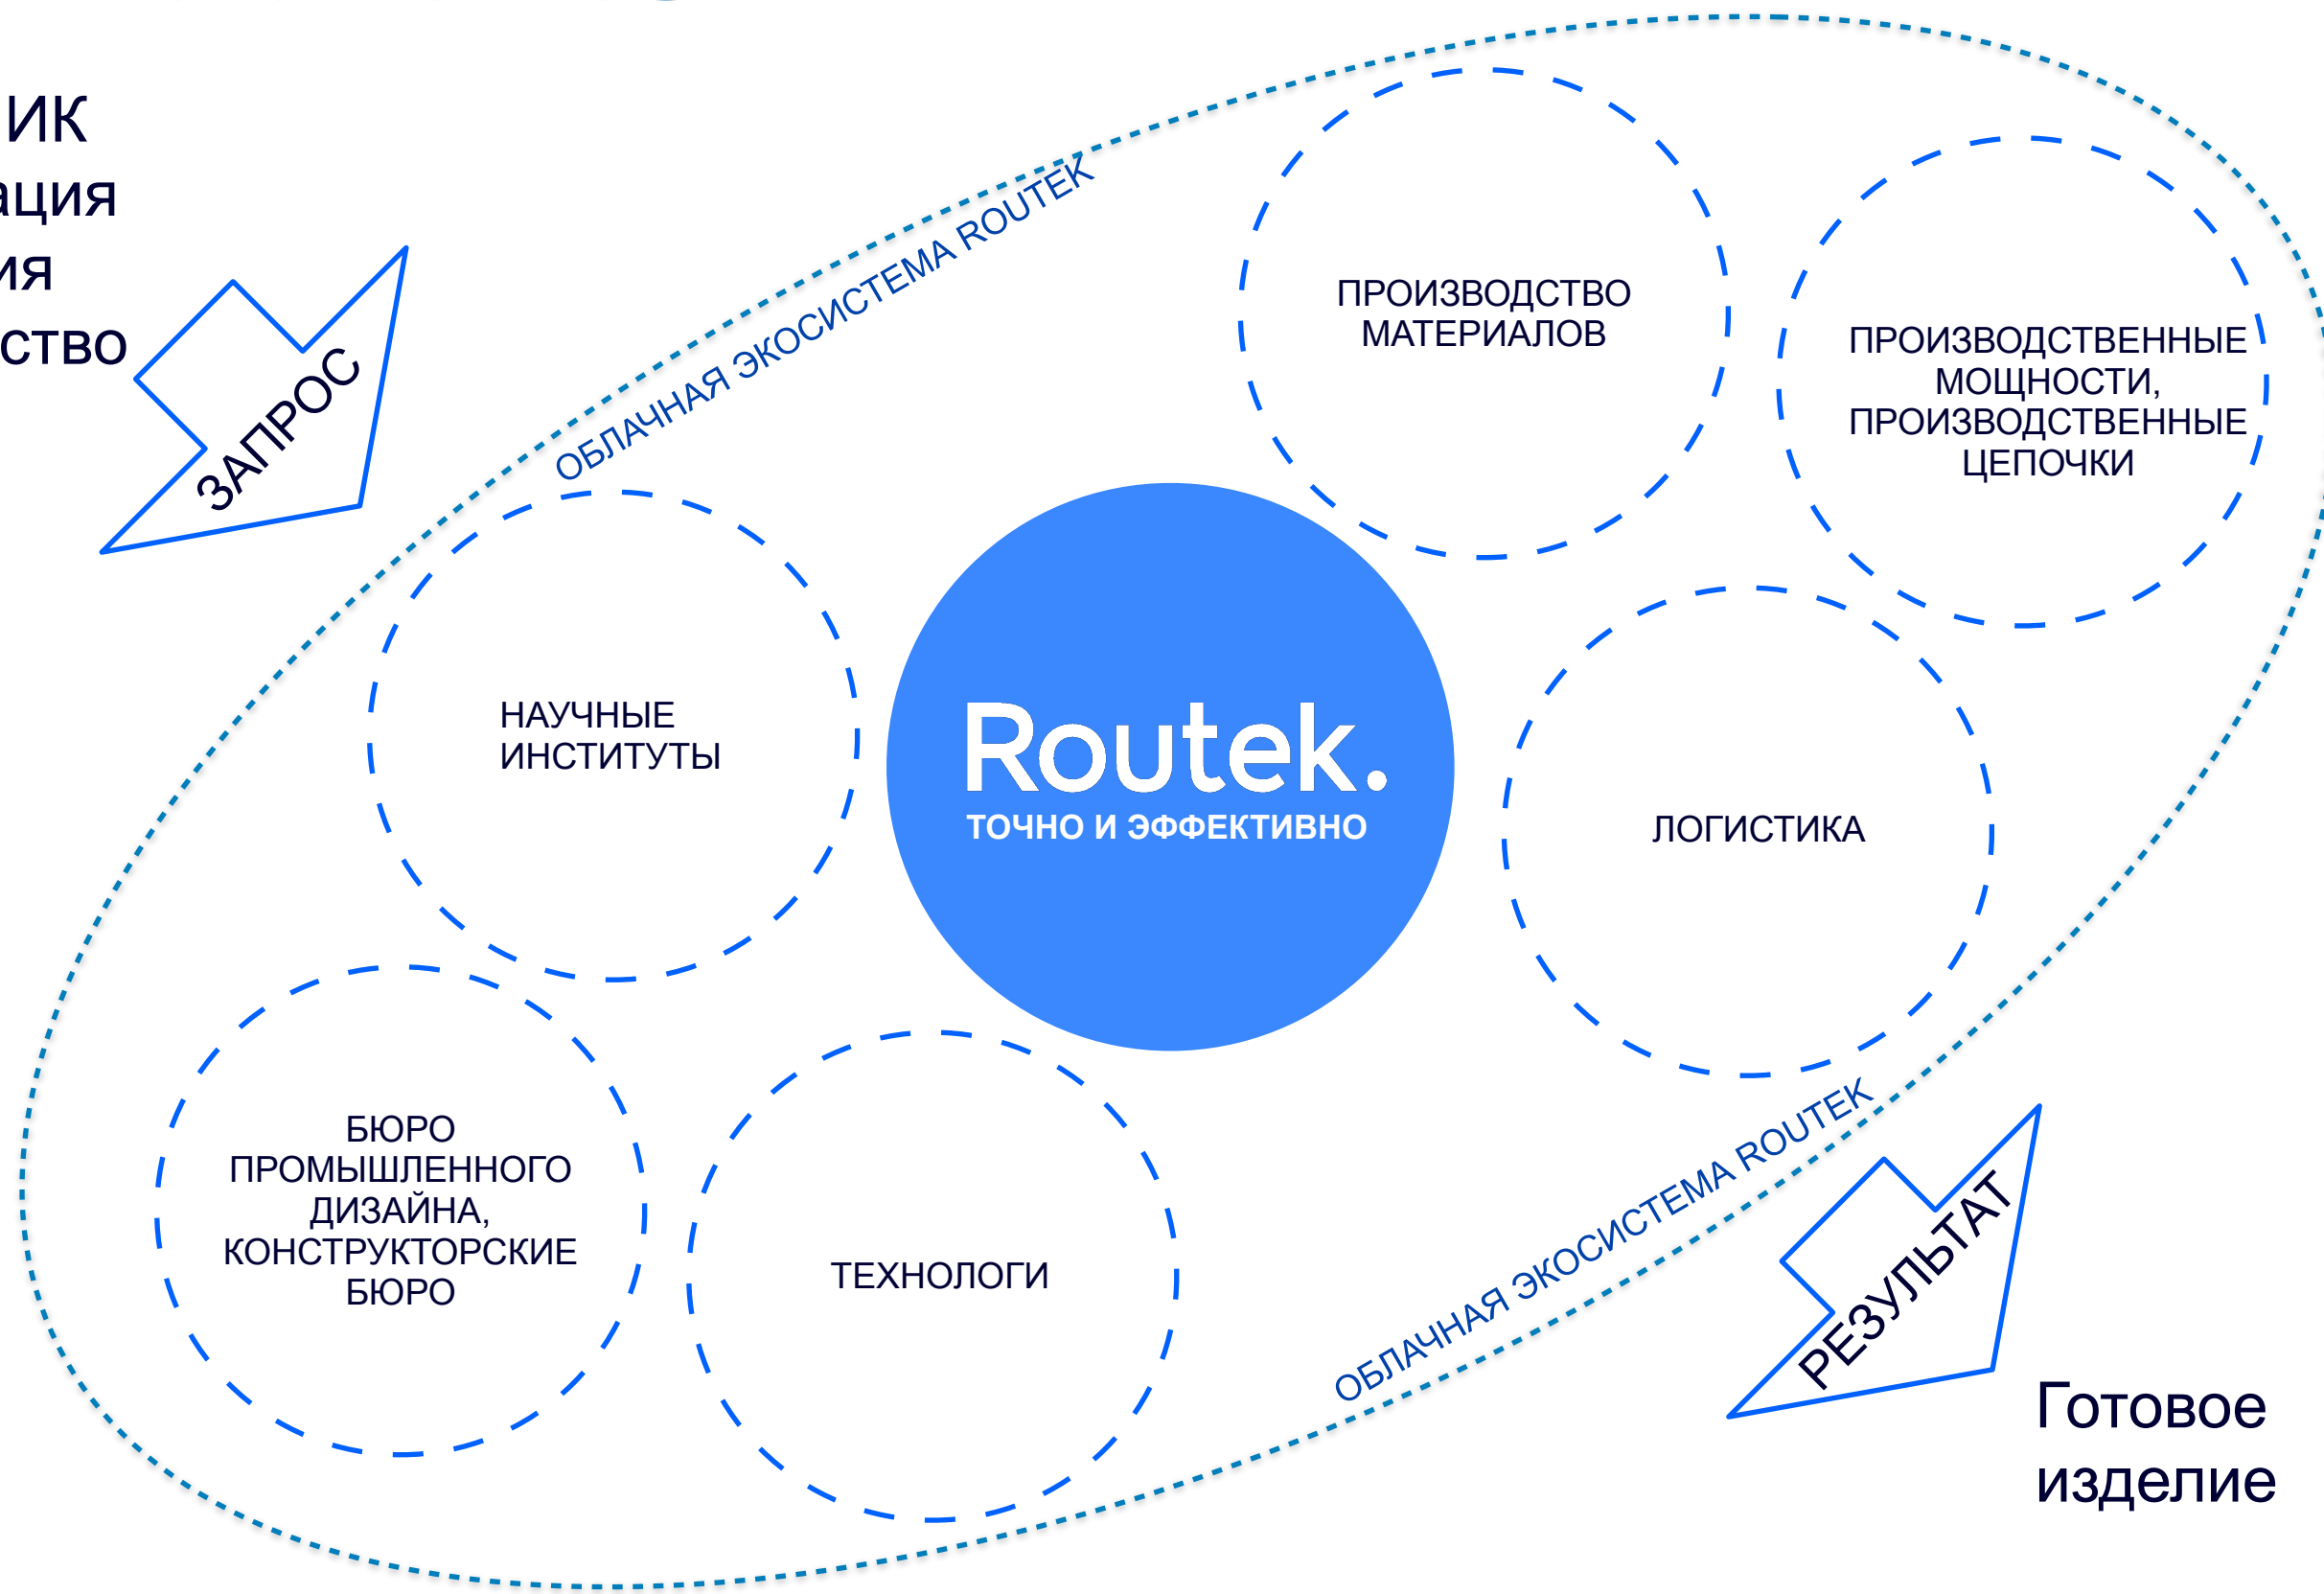 ИК
ация
ия
ство
ЗАПРОС
ОБЛАЧНАЯ ЭКОСИСТЕМА ROUTEK
ПРОИЗВОДСТВО
МАТЕРИАЛОВ
ПРОИЗВОДСТВЕННЫЕ
МОЩНОСТИ,
ПРОИЗВОДСТВЕННЫЕ
ЦЕПОЧКИ
НАУЧНЫЕ
ИНСТИТУТЫ
Routek.
ТОЧНО И ЭФФЕКТИВНО
ЛОГИСТИКА
БЮРО
ПРОМЫШЛЕННОГО
ДИЗАЙНА,
КОНСТРУКТОРСКИЕ
БЮРО
ТЕХНОЛОГИ
ОБЛАЧНАЯ ЭКОСИСТЕМА ROUTEK
РЕЗУЛЬТАТ
Готовое
изделие